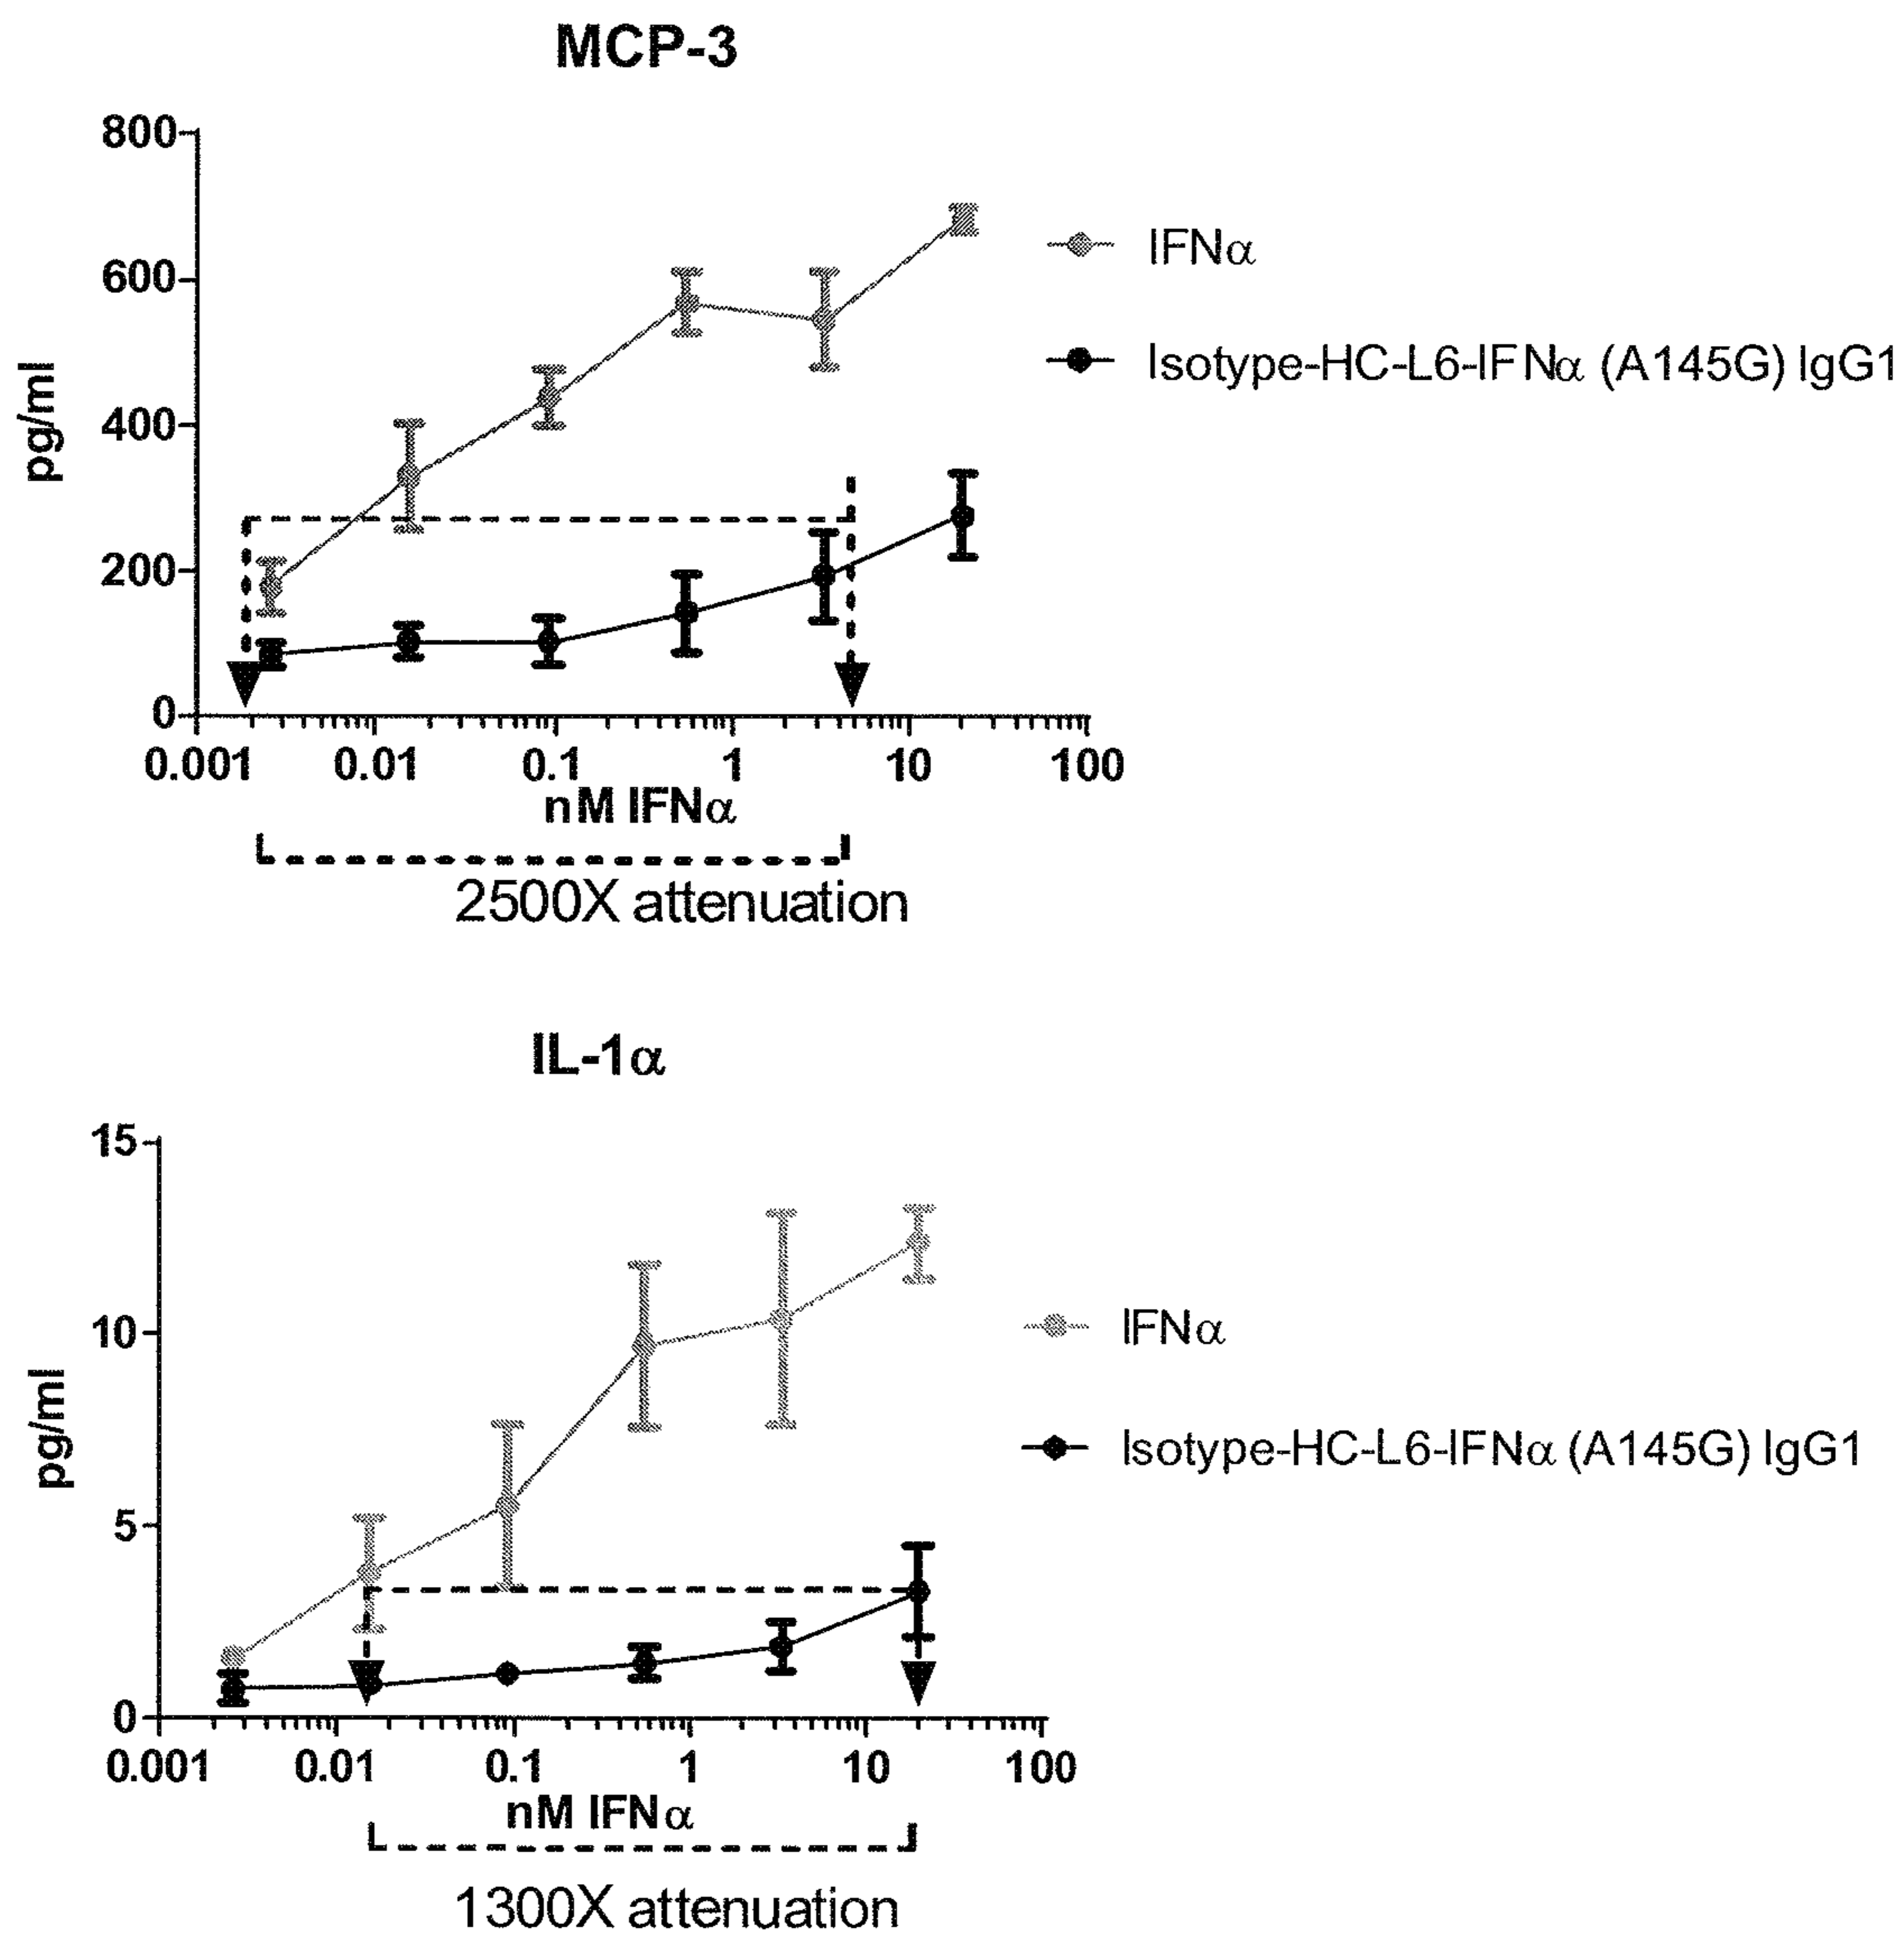 MCP-3
800
600
400
200
0
pg/ml
0.001 0.01 0.1 1 10 100
nM IFNα
2500X attenuation
IFNα
Isotype-HC-L6-IFNα (A145G) IgG1
IL-1α
15
10
5
0
pg/ml
0.001 0.01 0.1 1 10 100
nM IFNα
1300X attenuation
IFNα
Isotype-HC-L6-IFNα (A145G) IgG1